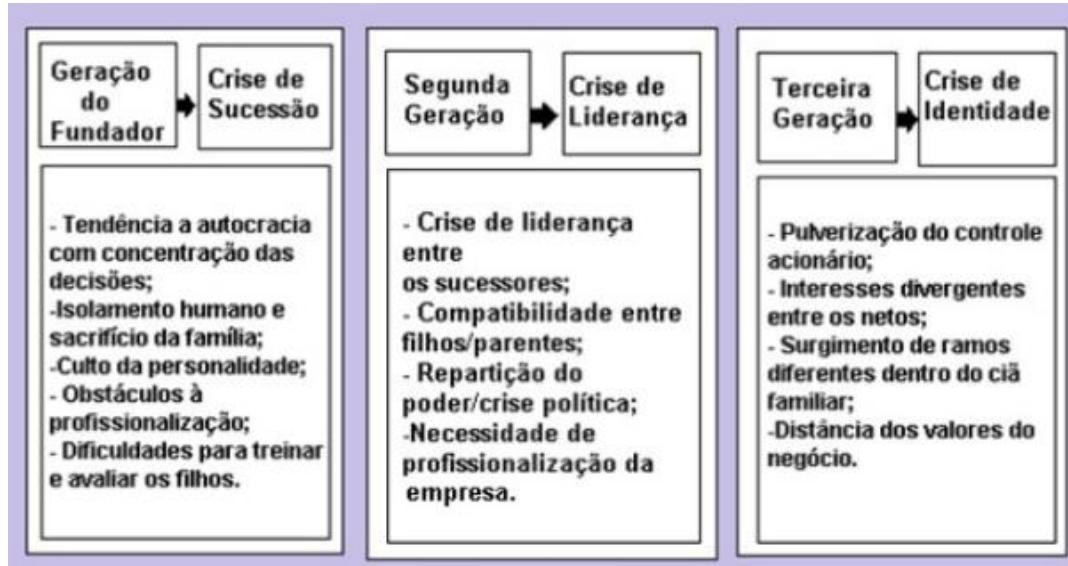 Geração
do
Fundador
Crise de
Sucessão
- Tendência a autocracia
com concentração das
decisões;
-Isolamento humano e
sacrifício da família;
-Culto da personalidade;
- Obstáculos à
profissionalização;
- Dificuldades para treinar
e avaliar os filhos.
Segunda
Geração
Crise de
Liderança
- Crise de liderança
entre
os sucessores;
- Compatibilidade entre
filhos/parentes;
- Repartição do
poder/crise política;
-Necessidade de
profissionalização da
empresa.
Terceira
Geração
Crise de
Identidade
- Pulverização do controle
acionário;
- Interesses divergentes
entre os netos;
- Surgimento de ramos
diferentes dentro do clã
familiar;
-Distância dos valores do
negócio.